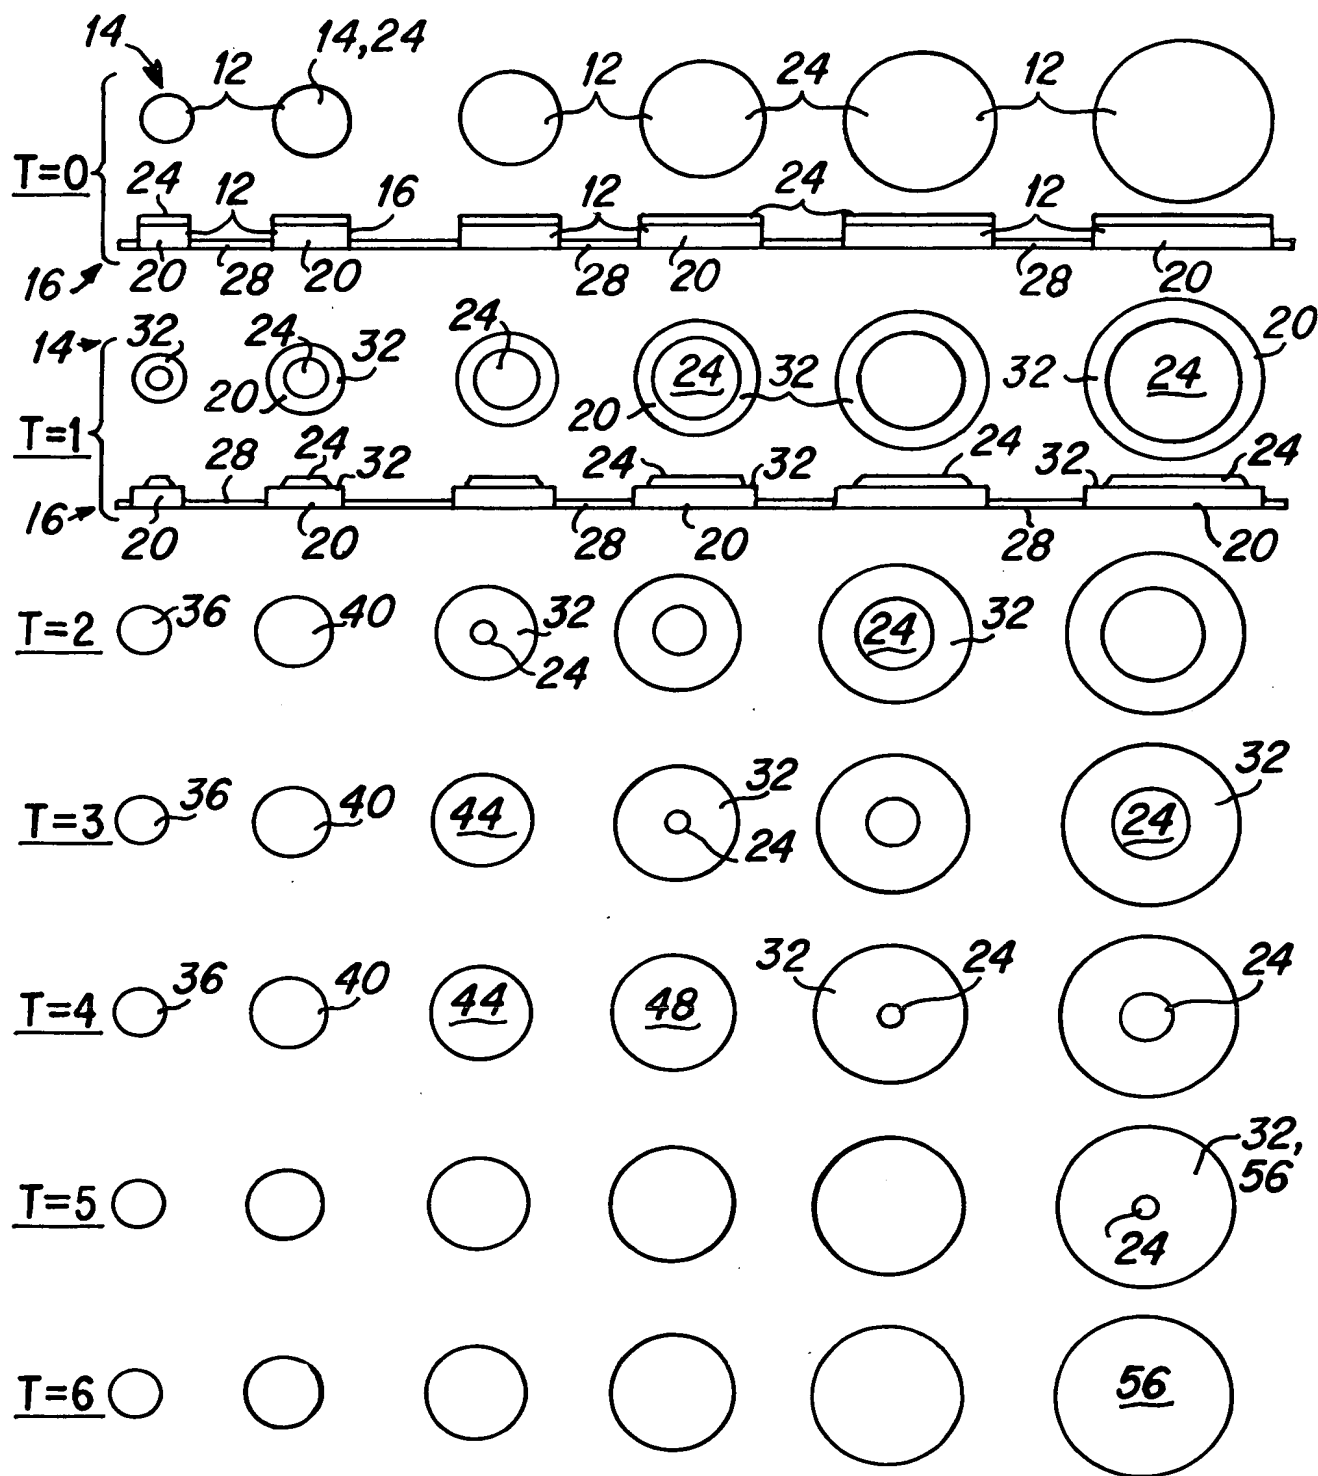 14 12 14,24 12 24 12
T=0
24 12 16 12 24 12
16 20 28 20 28 20 28 20
14 32 24 32 24 24 32 32 24 20
20 20
T=1
28 24 32 24 32 24 32 24
16 20 20 28 20 28 20
T=2 36 40 32 24 24 32
T=3 36 40 44 32 24 24 32
T=4 36 40 44 48 32 24 24
T=5 32,
56
24
T=6 56